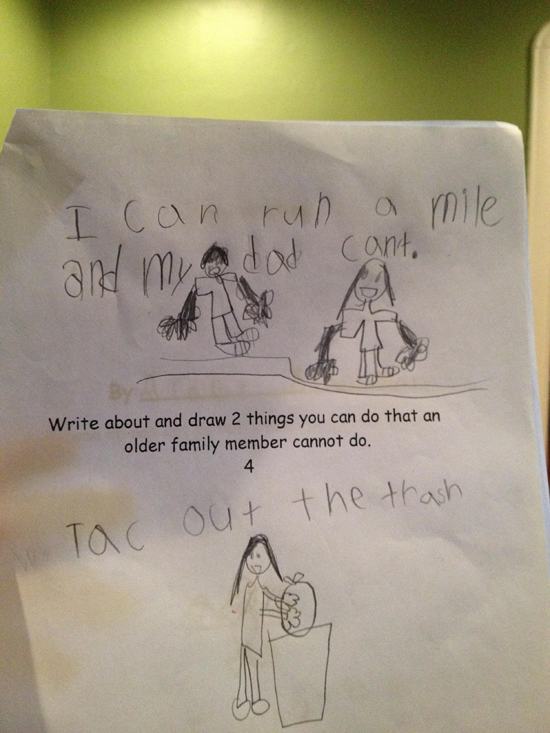 I can run a mile
and my dad cant.
By
Write about and draw 2 things you can do that an
older family member cannot do.
4
Tac out the trash